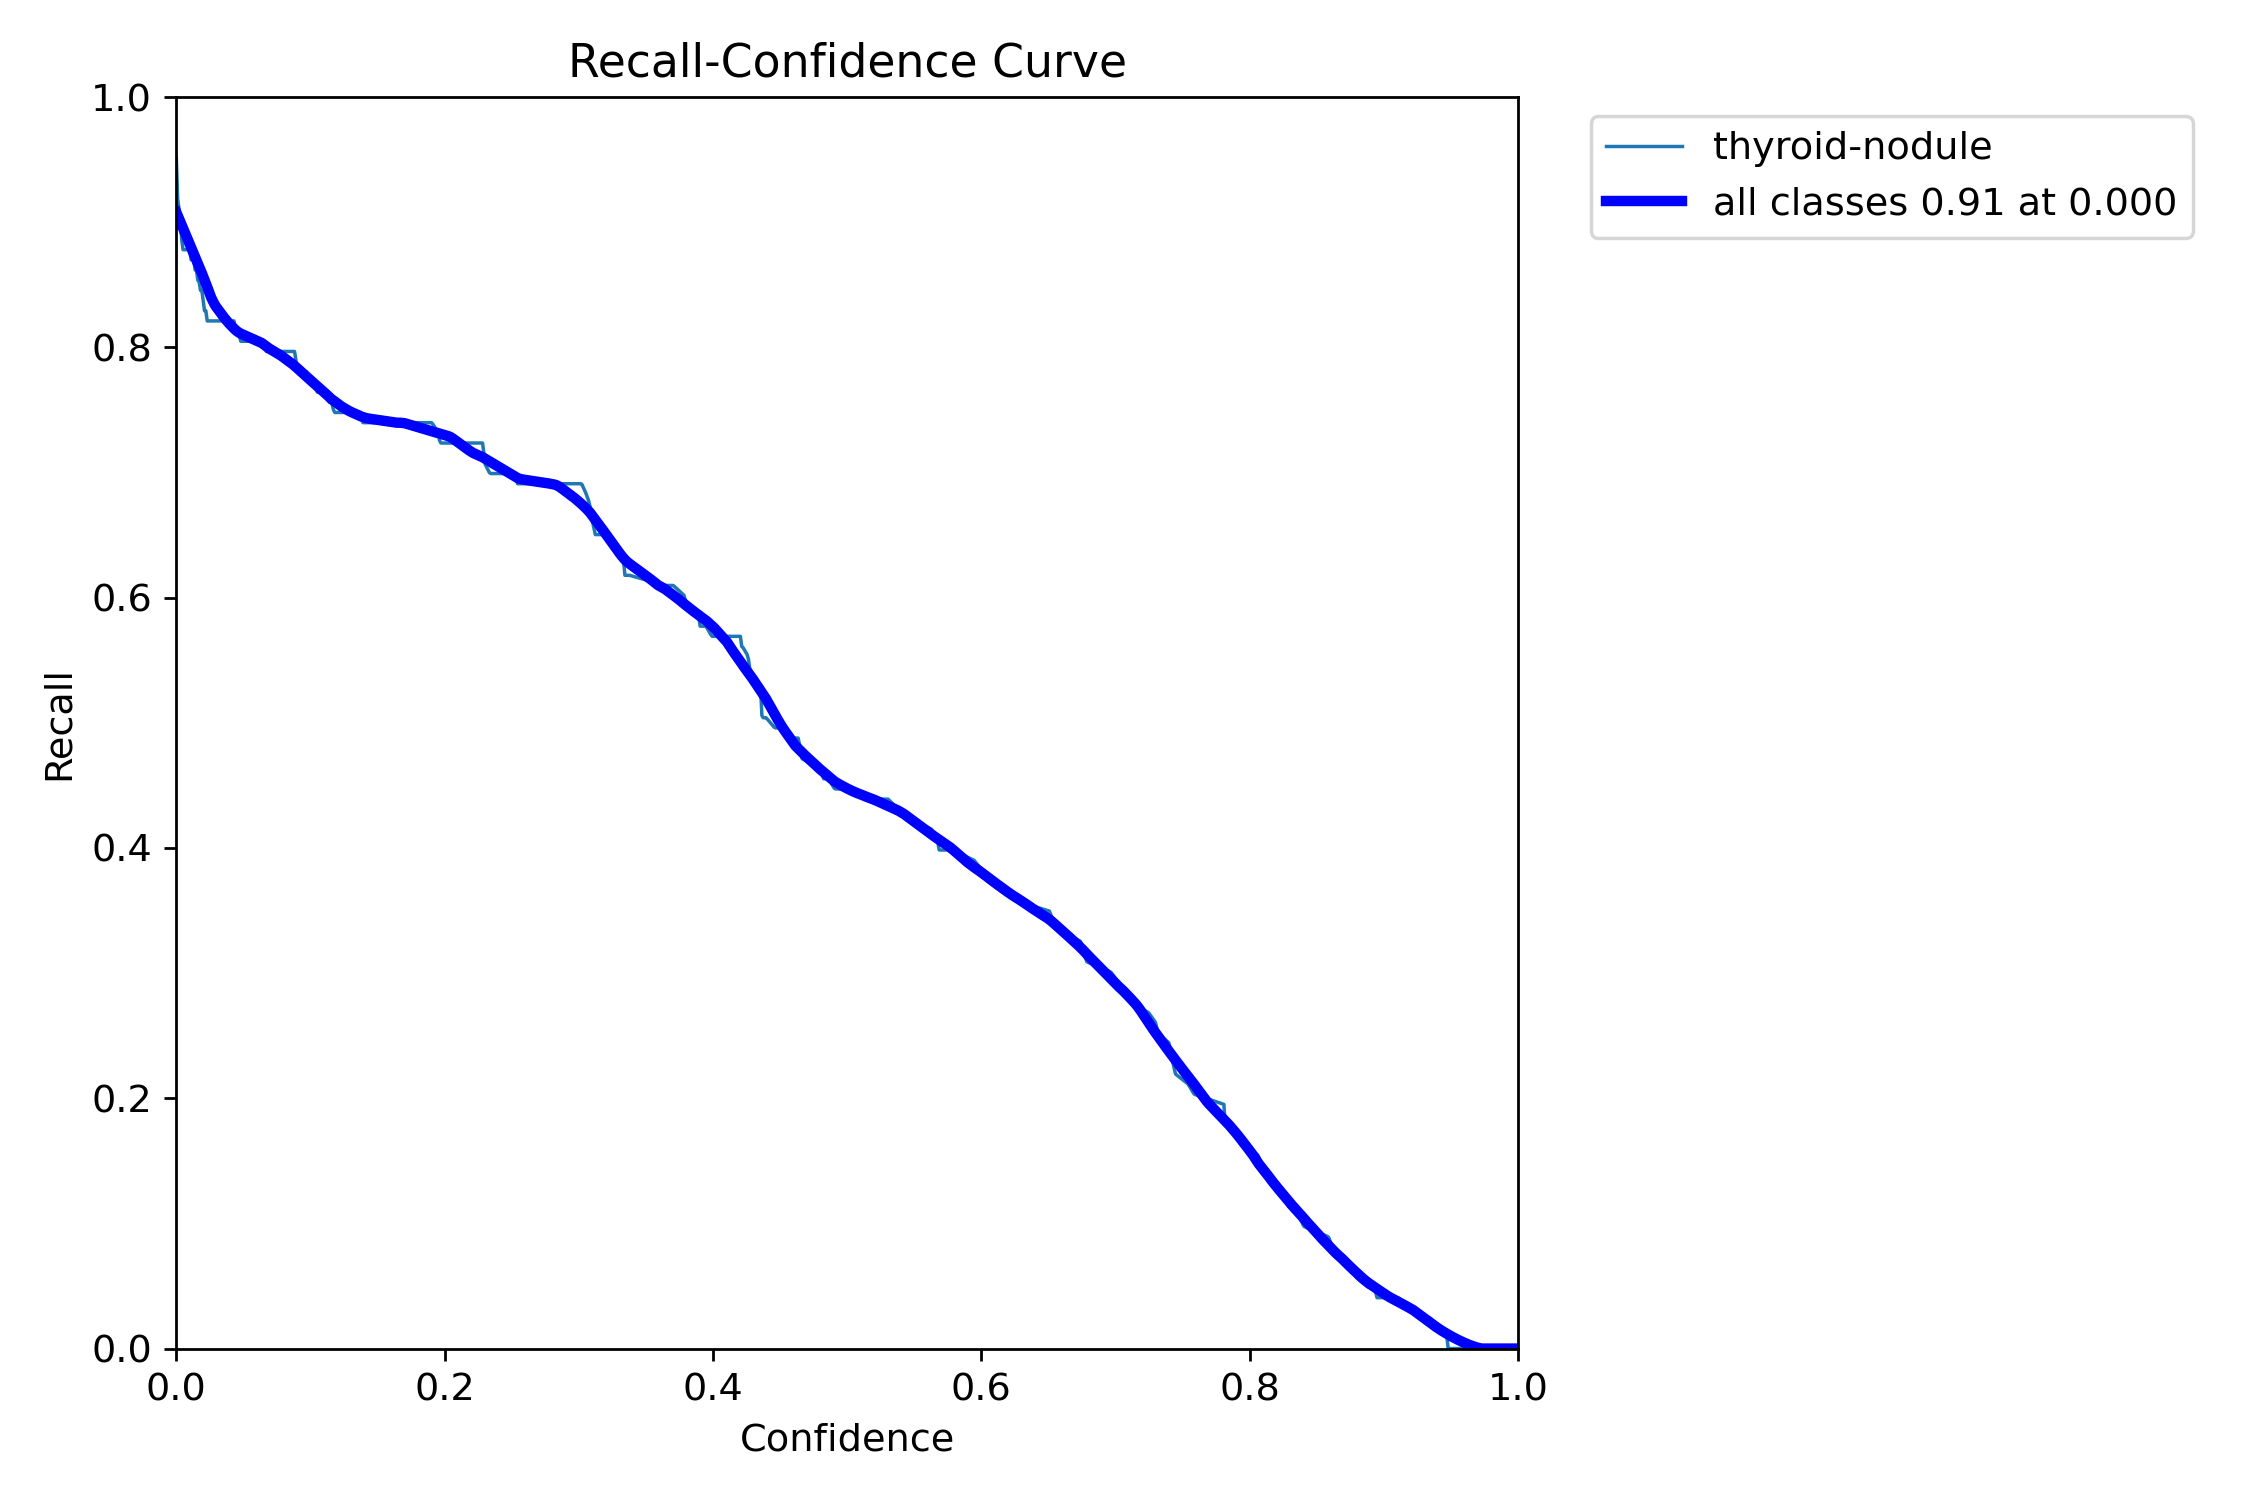 Recall-Confidence Curve
1.0
0.8
0.6
0.4
0.2
0.0
Recall
0.0 0.2 0.4 0.6 0.8 1.0
Confidence
thyroid-nodule
all classes 0.91 at 0.000